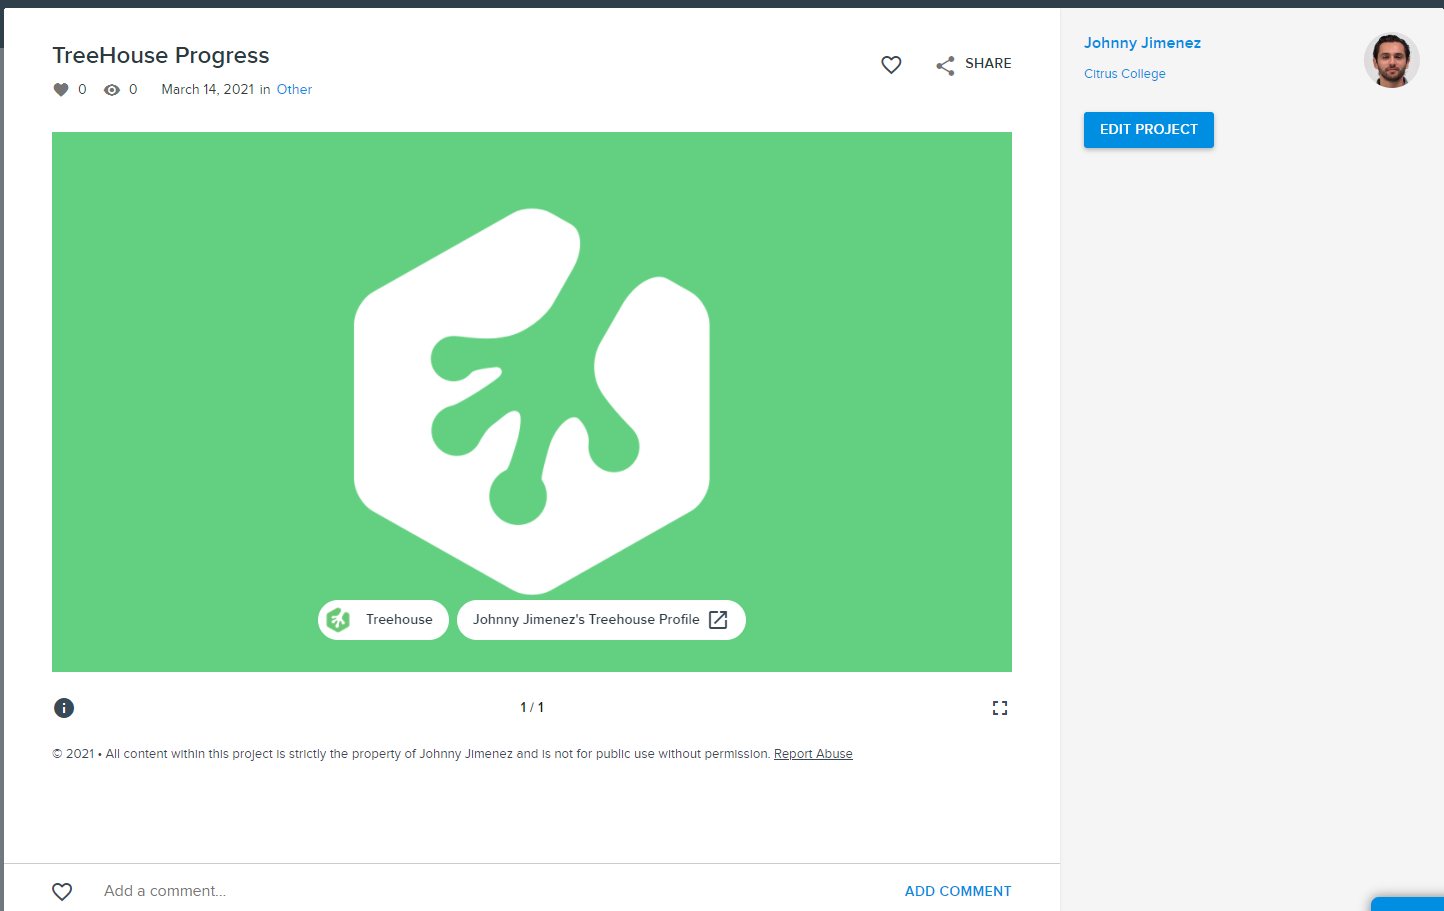 TreeHouse Progress
SHARE
0 0 March 14, 2021 in Other
Johnny Jimenez
Citrus College
EDIT PROJECT
Treehouse
Johnny Jimenez's Treehouse Profile
1 / 1
© 2021 • All content within this project is strictly the property of Johnny Jimenez and is not for public use without permission. Report Abuse
Add a comment...
ADD COMMENT